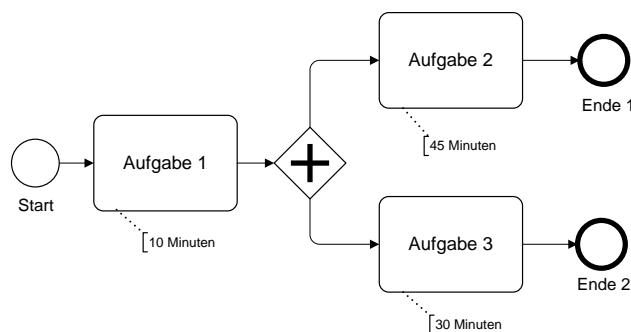 Aufgabe 2
Ende 1
45 Minuten
Aufgabe 1
Start
10 Minuten
Aufgabe 3
Ende 2
30 Minuten